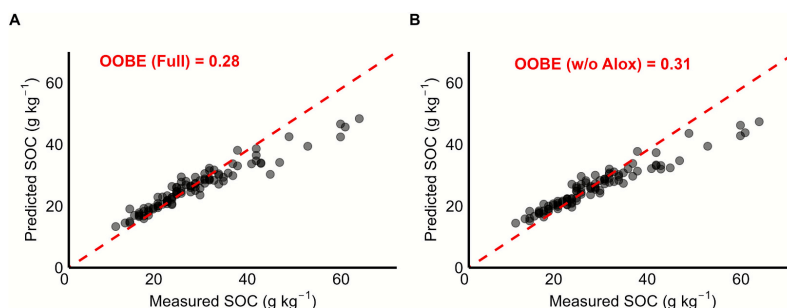 A
OOBE (Full) = 0.28
Predicted SOC (g kg⁻¹)
60
40
20
0
0
20
40
60
Measured SOC (g kg⁻¹)
B
OOBE (w/o Alox) = 0.31
Predicted SOC (g kg⁻¹)
60
40
20
0
0
20
40
60
Measured SOC (g kg⁻¹)